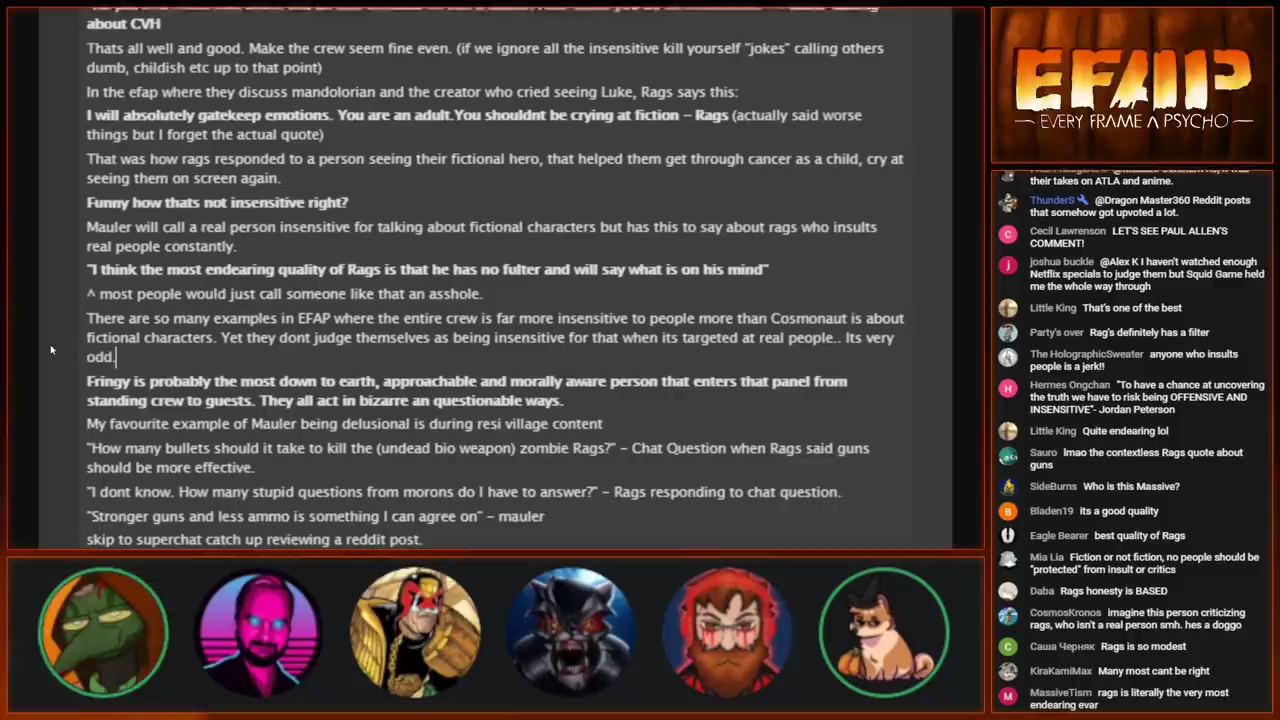 about CVH
Thats all well and good. Make the crew seem fine even. (if we ignore all the insensitive kill yourself "jokes" calling others
dumb, childish etc up to that point)
In the efap where they discuss mandolorian and the creator who cried seeing Luke, Rags says this:
I will absolutely gatekeep emotions. You are an adult.You shouldnt be crying at fiction – Rags (actually said worse
things but I forget the actual quote)
That was how rags responded to a person seeing their fictional hero, that helped them get through cancer as a child, cry at
seeing them on screen again.
Funny how thats not insensitive right?
Mauler will call a real person insensitive for talking about fictional characters but has this to say about rags who insults
real people constantly.
"I think the most endearing quality of Rags is that he has no fulter and will say what is on his mind"
^ most people would just call someone like that an asshole.
There are so many examples in EFAP where the entire crew is far more insensitive to people more than Cosmonaut is about
fictional characters. Yet they dont judge themselves as being insensitive for that when its targeted at real people.. Its very
odd.
Fringy is probably the most down to earth, approachable and morally aware person that enters that panel from
standing crew to guests. They all act in bizarre an questionable ways.
My favourite example of Mauler being delusional is during resi village content
"How many bullets should it take to kill the (undead bio weapon) zombie Rags?" – Chat Question when Rags said guns
should be more effective.
"I dont know. How many stupid questions from morons do I have to answer?" – Rags responding to chat question.
"Stronger guns and less ammo is something I can agree on" – mauler
skip to superchat catch up reviewing a reddit post.
EFAP
EVERY FRAME A PSYCHO
their takes on ATLA and anime.
ThunderS @Dragon Master360 Reddit posts
that somehow got upvoted a lot.
Cecil Lawrenson LET'S SEE PAUL ALLEN'S
COMMENT!
joshua buckle @Alex K I haven't watched enough
Netflix specials to judge them but Squid Game held
me the whole way through
Little King That's one of the best
Party's over Rag's definitely has a filter
The HolographicSweater anyone who insults
people is a jerk!!
Hermes Ongchan "To have a chance at uncovering
the truth we have to risk being OFFENSIVE AND
INSENSITIVE"- Jordan Peterson
Little King Quite endearing lol
Sauro lmao the contextless Rags quote about
guns
SideBurns Who is this Massive?
Bladen19 its a good quality
Eagle Bearer best quality of Rags
Mia Lia Fiction or not fiction, no people should be
"protected" from insult or critics
Daba Rags honesty is BASED
CosmosKronos imagine this person criticizing
rags, who isn't a real person smh. hes a doggo
Саша Черняк Rags is so modest
KiraKamiMax Many most cant be right
MassiveTism rags is literally the very most
endearing evar